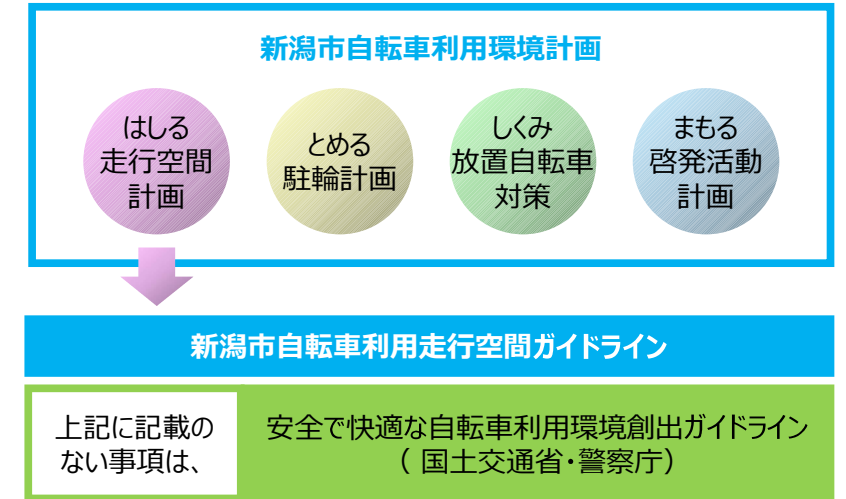 新潟市自転車利用環境計画
はしる
走行空間
計画
とめる
駐輪計画
しくみ
放置自転車
対策
まもる
啓発活動
計画
新潟市自転車利用走行空間ガイドライン
上記に記載の
ない事項は、
安全で快適な自転車利用環境創出ガイドライン
（ 国土交通省・警察庁）